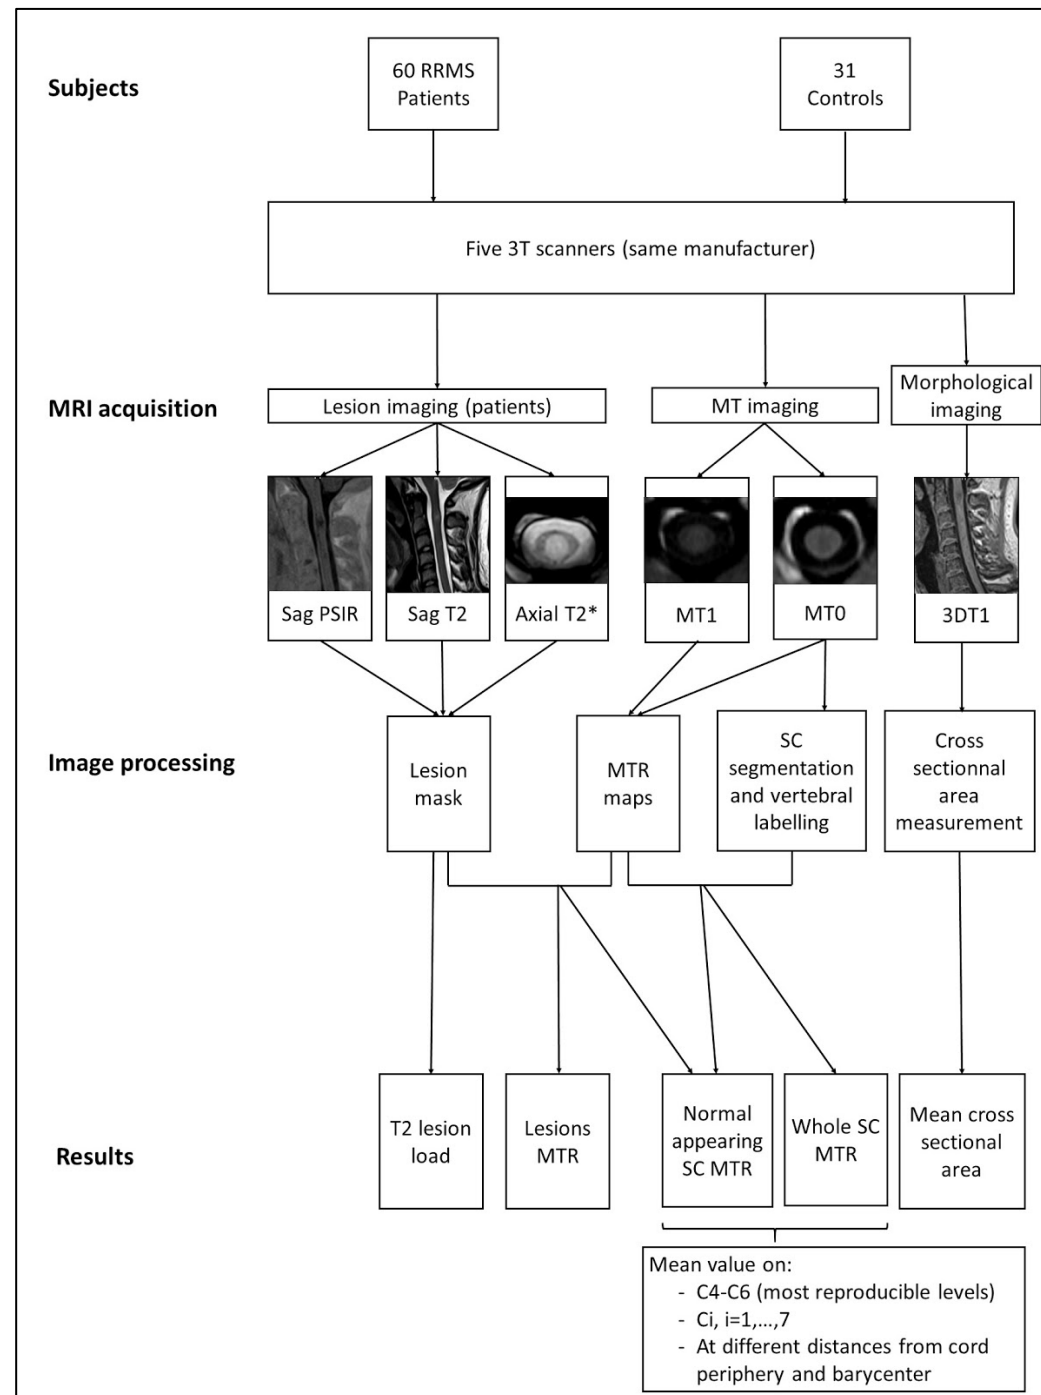 Subjects
60 RRMS
Patients
31
Controls
Five 3T scanners (same manufacturer)
MRI acquisition
Lesion imaging (patients)
MT imaging
Morphological
imaging
Sag PSIR
Sag T2
Axial T2*
MT1
MT0
3DT1
Image processing
Lesion
mask
MTR
maps
SC
segmentation
and vertebral
labelling
Cross
sectionnal
area
measurement
Results
T2 lesion
load
Lesions
MTR
Normal
appearing
SC MTR
Whole SC
MTR
Mean cross
sectional
area
Mean value on:
- C4-C6 (most reproducible levels)
- Ci, i=1,...,7
- At different distances from cord
periphery and barycenter